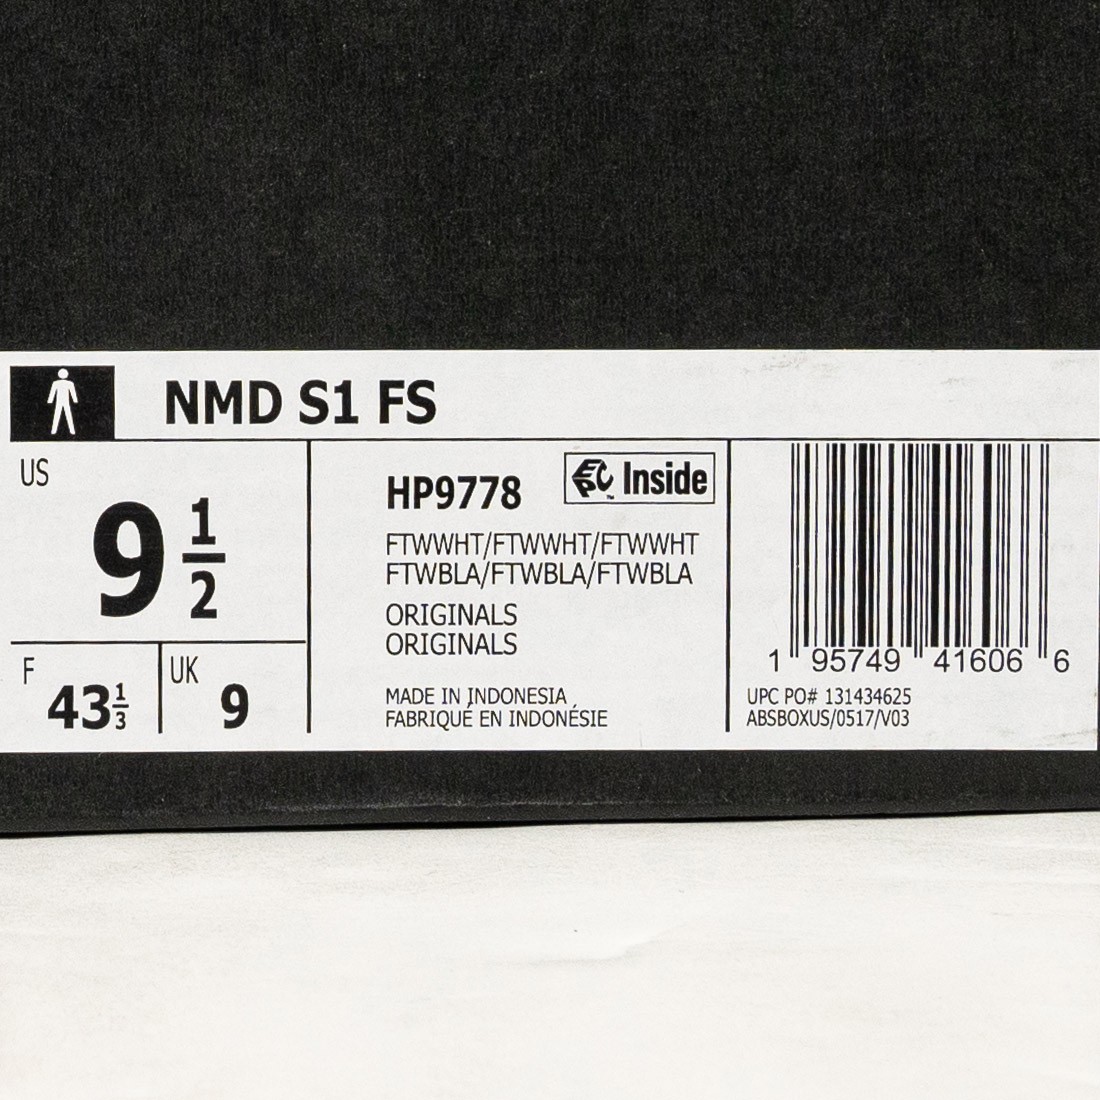 NMD S1 FS
US
9 1/2
F
43 1/3
UK
9
HP9778
EPC Inside
™
FTWWHT/FTWWHT/FTWWHT
FTWBLA/FTWBLA/FTWBLA
ORIGINALS
ORIGINALS
MADE IN INDONESIA
FABRIQUÉ EN INDONÉSIE
1 95749 41606 6
UPC PO# 131434625
ABSBOXUS/0517/V03